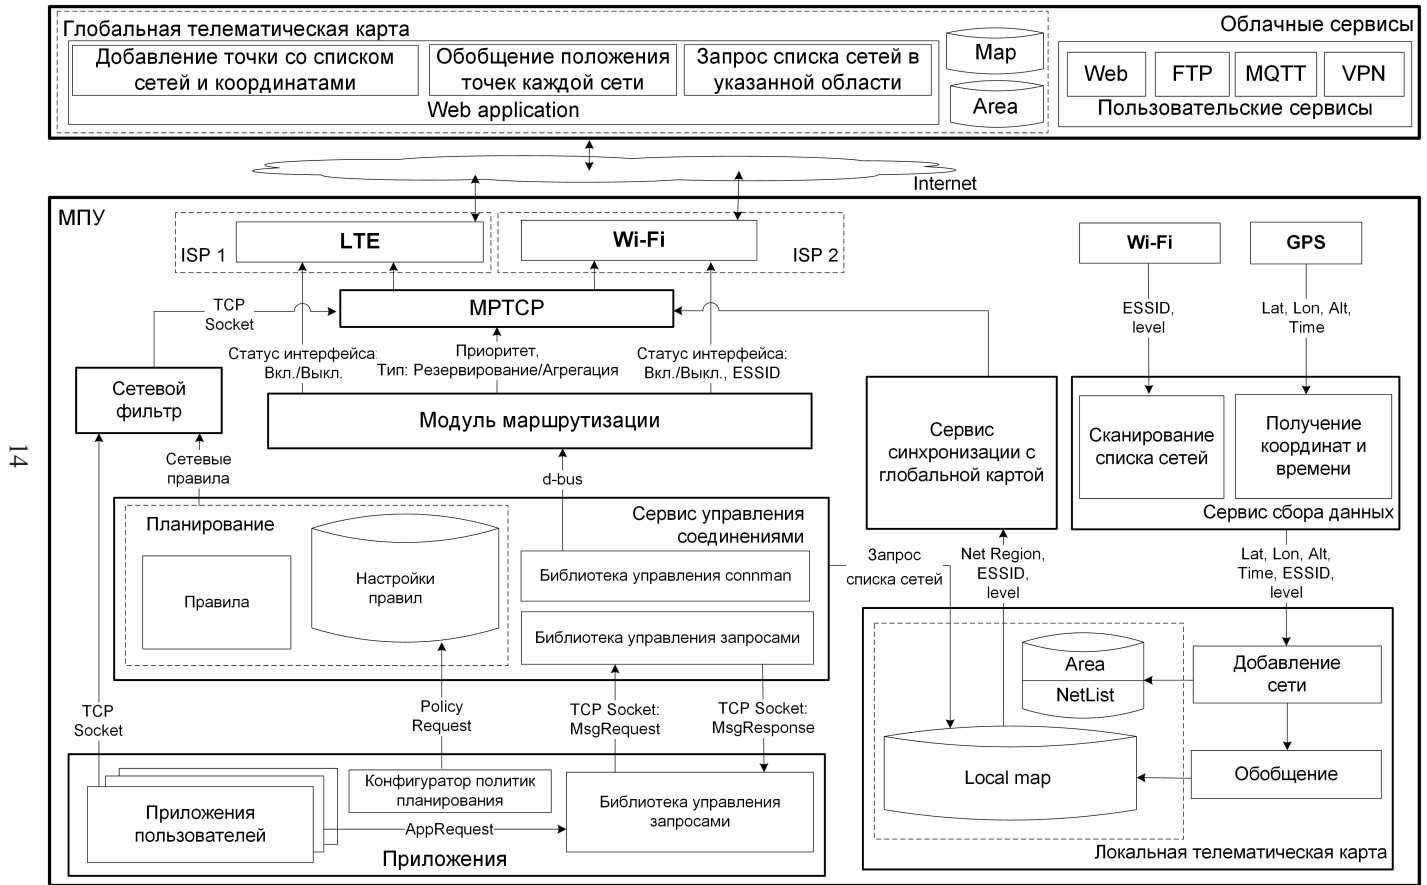 Глобальная телематическая карта
Облачные сервисы
Добавление точки со списком
сетей и координатами
Обобщение положения
точек каждой сети
Запрос списка сетей в
указанной области
Web application
Map
Area
Web
FTP
MQTT
VPN
Пользовательские сервисы
Internet
МПУ
ISP 1
LTE
Wi-Fi
ISP 2
Wi-Fi
GPS
TCP
Socket
MPTCP
ESSID,
level
Lat, Lon, Alt,
Time
Статус интерфейса:
Вкл./Выкл.
Приоритет,
Тип: Резервирование/Агрегация
Статус интерфейса:
Вкл./Выкл., ESSID
Сетевой
фильтр
Модуль маршрутизации
Сервис
синхронизации с
глобальной картой
Сканирование
списка сетей
Получение
координат и
времени
Сервис сбора данных
14
Сетевые
правила
d-bus
Планирование
Правила
Настройки
правил
Сервис управления
соединениями
Библиотека управления connman
Библиотека управления запросами
Запрос
списка сетей
Net Region,
ESSID,
level
Lat, Lon, Alt,
Time, ESSID,
level
Area
NetList
Добавление
сети
Local map
Обобщение
Локальная телематическая карта
TCP
Socket
Policy
Request
TCP Socket:
MsgRequest
TCP Socket:
MsgResponse
Приложения
пользователей
Конфигуратор политик
планирования
AppRequest
Библиотека управления
запросами
Приложения